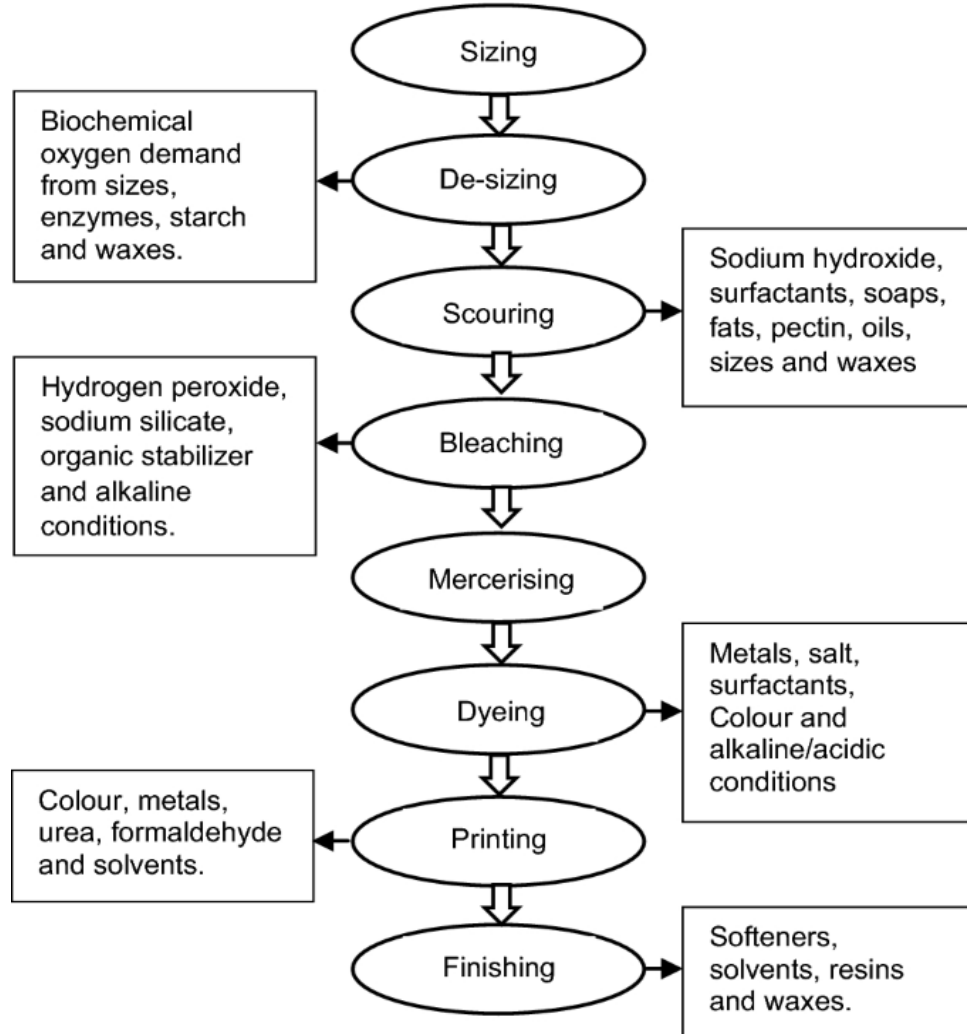 Sizing
Biochemical
oxygen demand
from sizes,
enzymes, starch
and waxes.
De-sizing
Scouring
Sodium hydroxide,
surfactants, soaps,
fats, pectin, oils,
sizes and waxes
Hydrogen peroxide,
sodium silicate,
organic stabilizer
and alkaline
conditions.
Bleaching
Mercerising
Dyeing
Metals, salt,
surfactants,
Colour and
alkaline/acidic
conditions
Colour, metals,
urea, formaldehyde
and solvents.
Printing
Finishing
Softeners,
solvents, resins
and waxes.